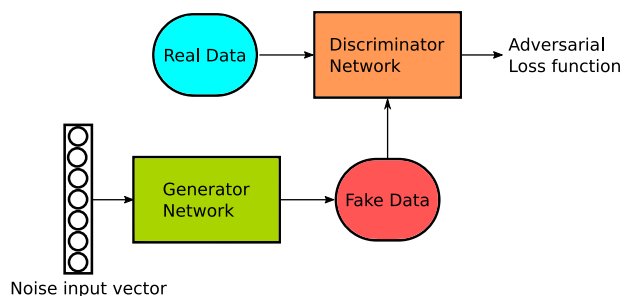 Real Data
Discriminator
Network
Adversarial
Loss function
Generator
Network
Fake Data
Noise input vector